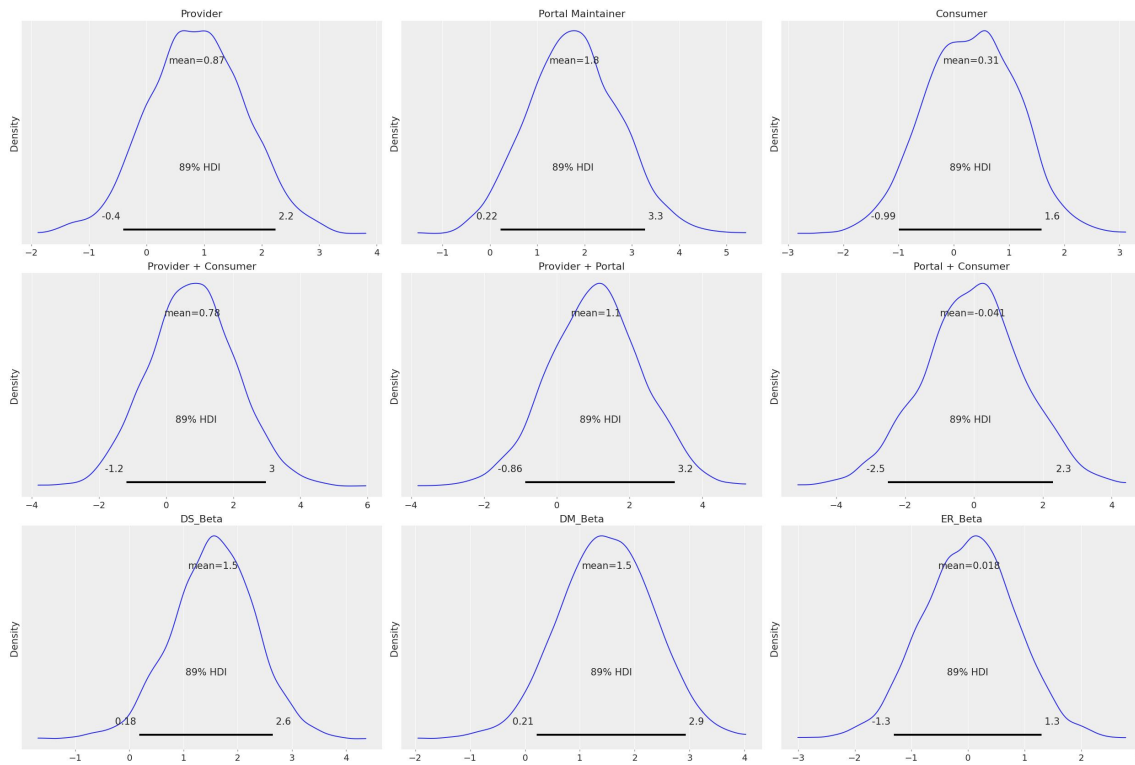 Provider
Portal Maintainer
Consumer
Density
mean=0.87
89% HDI
-0.4
2.2
−2 −1 0 1 2 3 4
Density
mean=1.8
89% HDI
0.22
3.3
−1 0 1 2 3 4 5
Density
mean=0.31
89% HDI
-0.99
1.6
−3 −2 −1 0 1 2 3
Provider + Consumer
Provider + Portal
Portal + Consumer
Density
mean=0.78
89% HDI
-1.2
3
−4 −2 0 2 4 6
Density
mean=1.1
89% HDI
-0.86
3.2
−4 −2 0 2 4
Density
mean=-0.041
89% HDI
-2.5
2.3
−4 −2 0 2 4
DS_Beta
DM_Beta
ER_Beta
Density
mean=1.5
89% HDI
0.18
2.6
−1 0 1 2 3 4
Density
mean=1.5
89% HDI
0.21
2.9
−2 −1 0 1 2 3 4
Density
mean=0.018
89% HDI
-1.3
1.3
−3 −2 −1 0 1 2